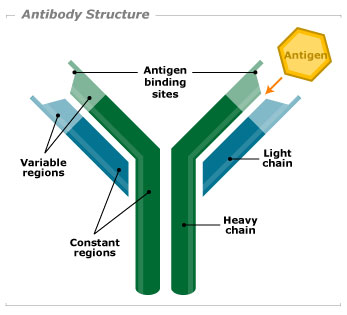 Antibody Structure
Antigen
Antigen
binding
sites
Variable
regions
Light
chain
Constant
regions
Heavy
chain